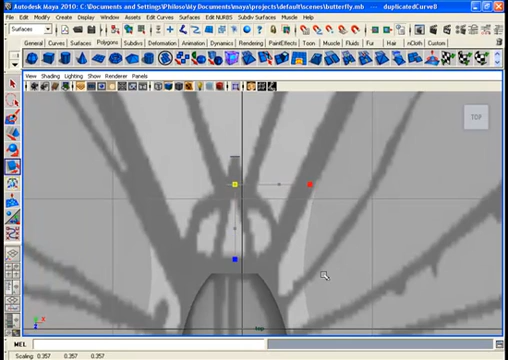 Autodesk Maya 2010: C:\Documents and Settings\Philoso\My Documents\maya\projects\default\scenes\butterfly.mb --- duplicatedCurve8
File Edit Modify Create Display Window Assets Edit Curves Surfaces Edit NURBS Subdiv Surfaces Muscle Help
Surfaces
General Curves Surfaces Polygons Subdivs Deformation Animation Dynamics Rendering PaintEffects Toon Muscle Fluids Fur Hair nCloth Custom
View Shading Lighting Show Renderer Panels
TOP
top
MEL
Scaling: 0.357 0.357 0.357